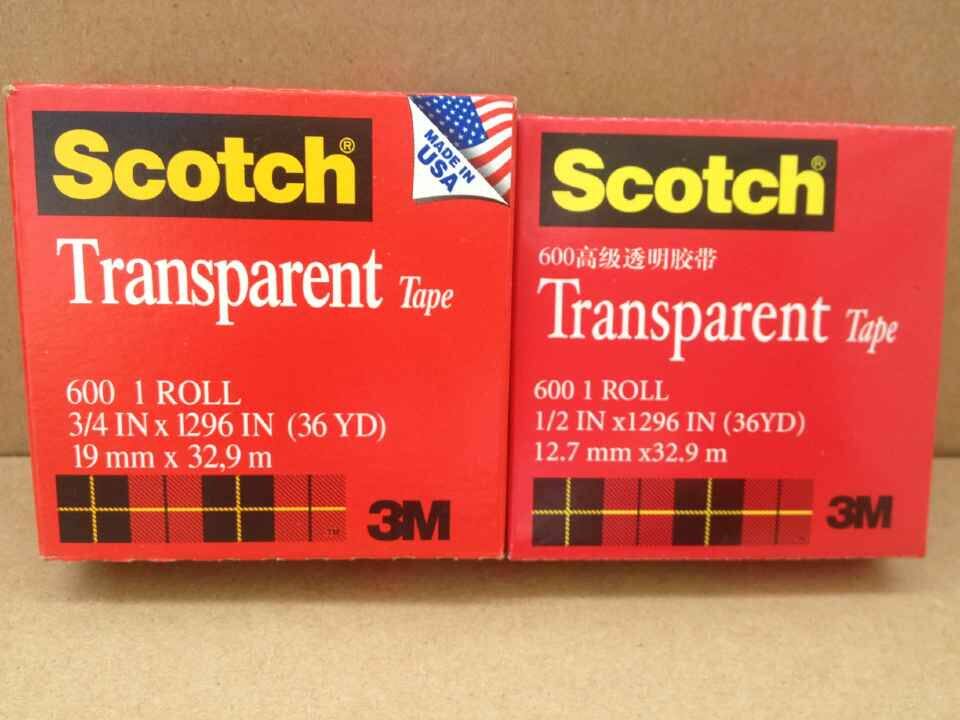 Scotch®
MADE IN
USA
Transparent Tape
600 1 ROLL
3/4 IN x 1296 IN (36 YD)
19 mm x 32,9 m
™
3M
Scotch®
600高级透明胶带
Transparent Tape
600 1 ROLL
1/2 IN x1296 IN (36YD)
12.7 mm x32.9 m
3M